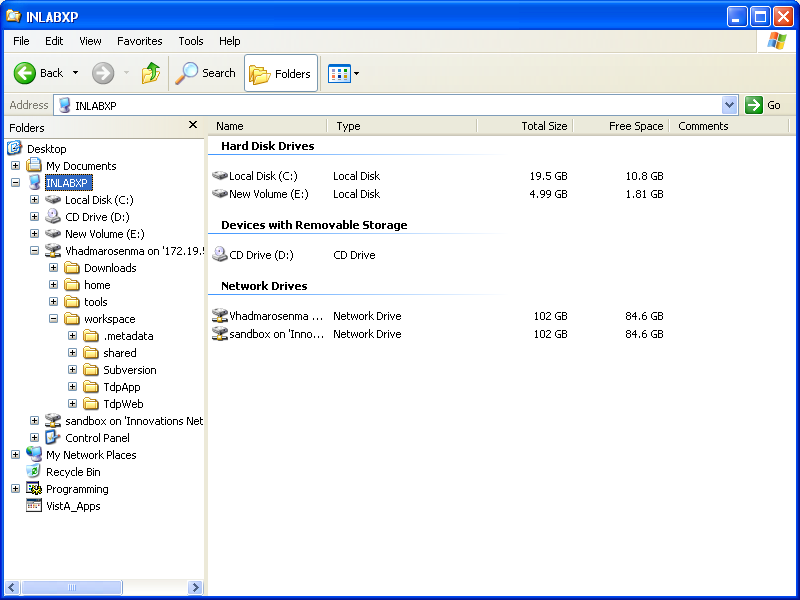 INLABXP
File Edit View Favorites Tools Help
Back Search Folders
Address INLABXP Go
Folders
Desktop
My Documents
INLABXP
Local Disk (C:)
CD Drive (D:)
New Volume (E:)
Vhadmarosenma on '172.19.5
Downloads
home
tools
workspace
.metadata
shared
Subversion
TdpApp
TdpWeb
sandbox on 'Innovations Net
Control Panel
My Network Places
Recycle Bin
Programming
VistA_Apps
Name Type Total Size Free Space Comments
Hard Disk Drives
Local Disk (C:) Local Disk 19.5 GB 10.8 GB
New Volume (E:) Local Disk 4.99 GB 1.81 GB
Devices with Removable Storage
CD Drive (D:) CD Drive
Network Drives
Vhadmarosenma ... Network Drive 102 GB 84.6 GB
sandbox on 'Inno... Network Drive 102 GB 84.6 GB